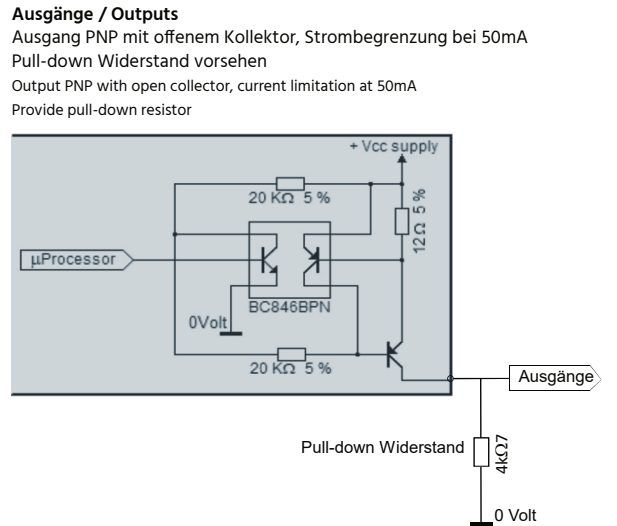 Ausgänge / Outputs
Ausgang PNP mit offenem Kollektor, Strombegrenzung bei 50mA
Pull-down Widerstand vorsehen
Output PNP with open collector, current limitation at 50mA
Provide pull-down resistor
+ Vcc supply
20 KΩ 5 %
12Ω 5 %
µProcessor
BC846BPN
0Volt
20 KΩ 5 %
Ausgänge
Pull-down Widerstand
4kΩ7
0 Volt